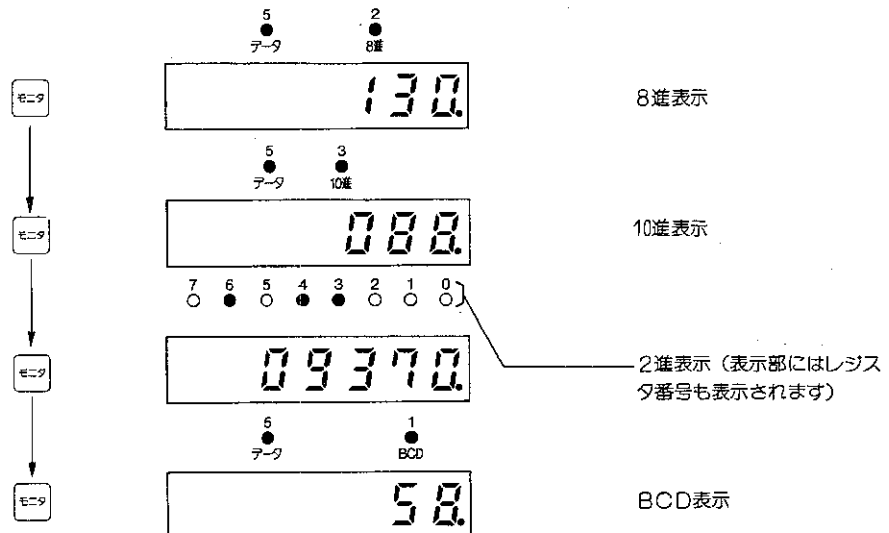 5 2
データ 8進
モニタ 130. 8進表示
5 3
データ 10進
モニタ 088. 10進表示
7 6 5 4 3 2 1 0
モニタ 09370. 2進表示（表示部にはレジス
タ番号も表示されます）
5 1
データ BCD
モニタ 58. BCD表示